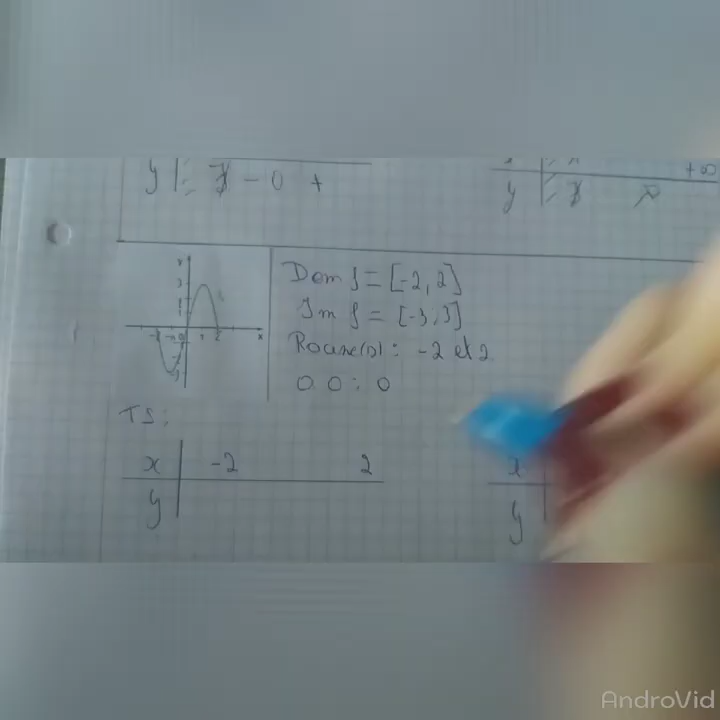 y - 0 +
+∞
y
Dom f = [-2, 2]
Im f = [-3, 3]
Racine(s) : -2 et 2
O.O : 0
TS :
x -2 2
y
x
y
AndroVid